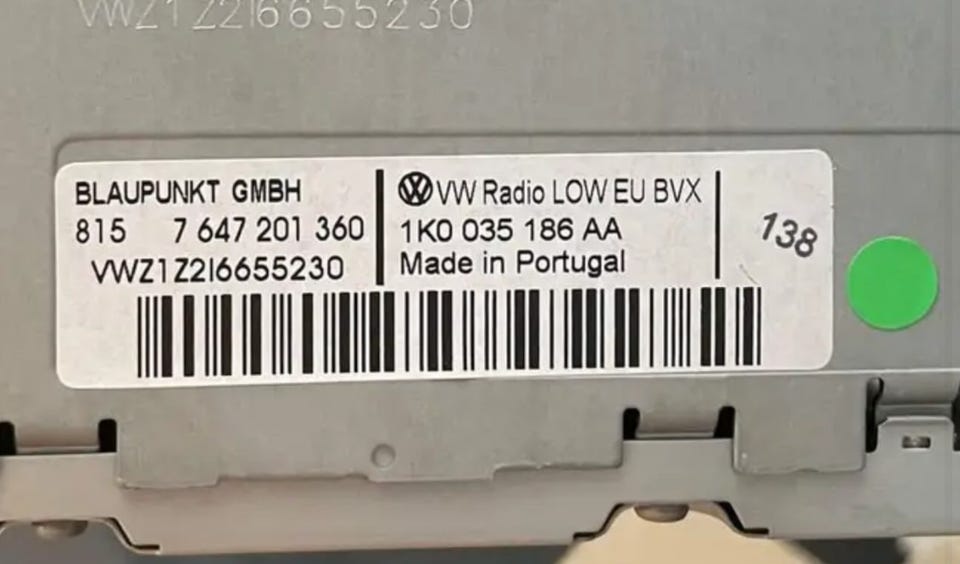 VWZ1Z2I6655230
BLAUPUNKT GMBH
815 7 647 201 360
VWZ1Z2I6655230
VW Radio LOW EU BVX
1K0 035 186 AA
Made in Portugal
138